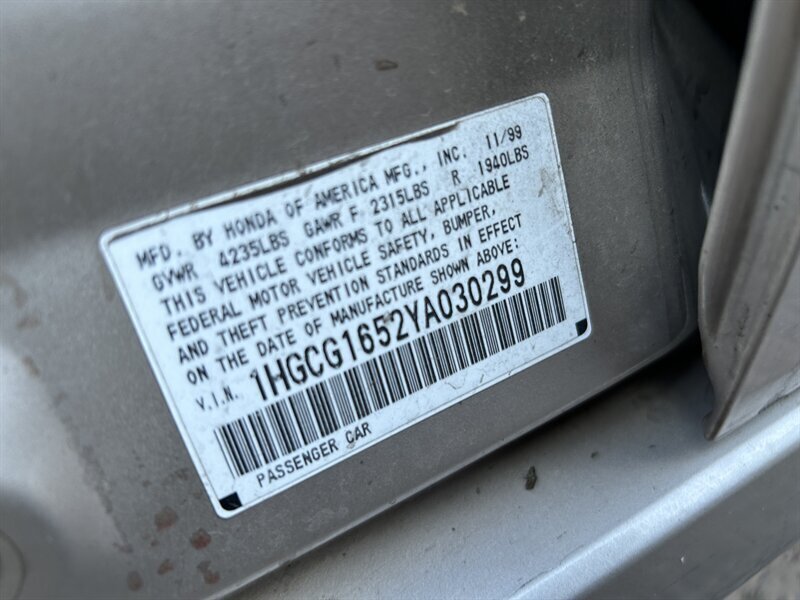 MFD. BY HONDA OF AMERICA MFG., INC. 11/99
GVWR 4235LBS GAWR F 2315LBS R 1940LBS
THIS VEHICLE CONFORMS TO ALL APPLICABLE
FEDERAL MOTOR VEHICLE SAFETY, BUMPER,
AND THEFT PREVENTION STANDARDS IN EFFECT
ON THE DATE OF MANUFACTURE SHOWN ABOVE:
V.I.N. 1HGCG1652YA030299
PASSENGER CAR